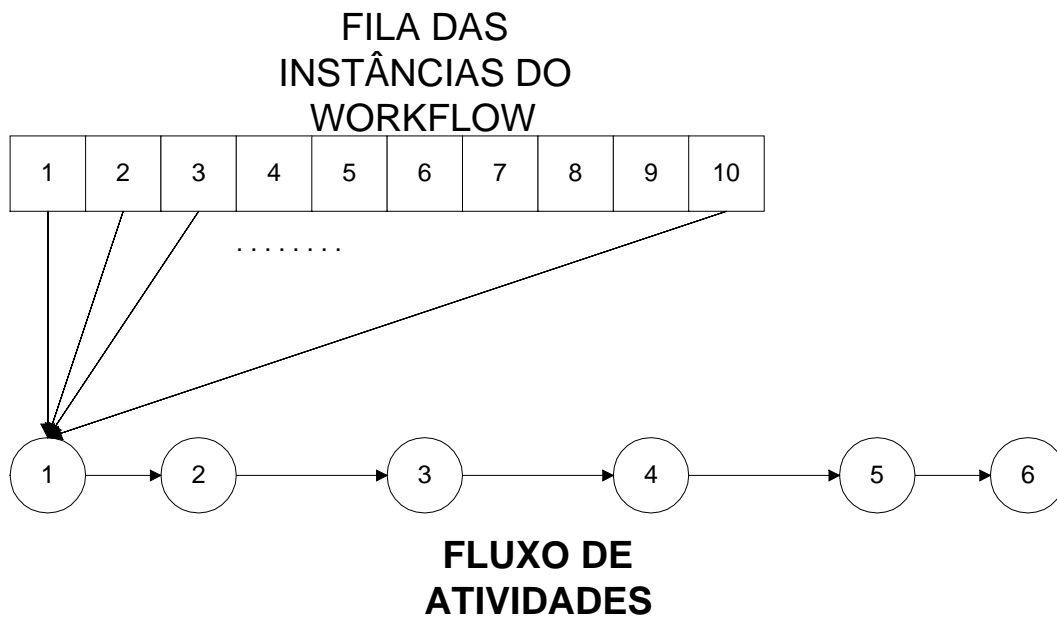 FILA DAS
INSTÂNCIAS DO
WORKFLOW
1 2 3 4 5 6 7 8 9 10
. . . . . . . .
1 2 3 4 5 6
FLUXO DE
ATIVIDADES